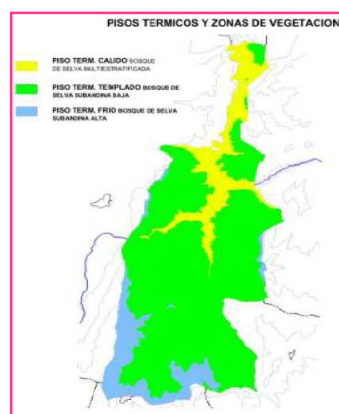 PISOS TERMICOS Y ZONAS DE VEGETACION
PISO TERM. CALIDO BOSQUE
DE SELVA MULTIESTRATIFICADA
PISO TERM. TEMPLADO BOSQUE DE
SELVA SUBANDINA BAJA
PISO TERM. FRIO BOSQUE DE SELVA
SUBANDINA ALTA